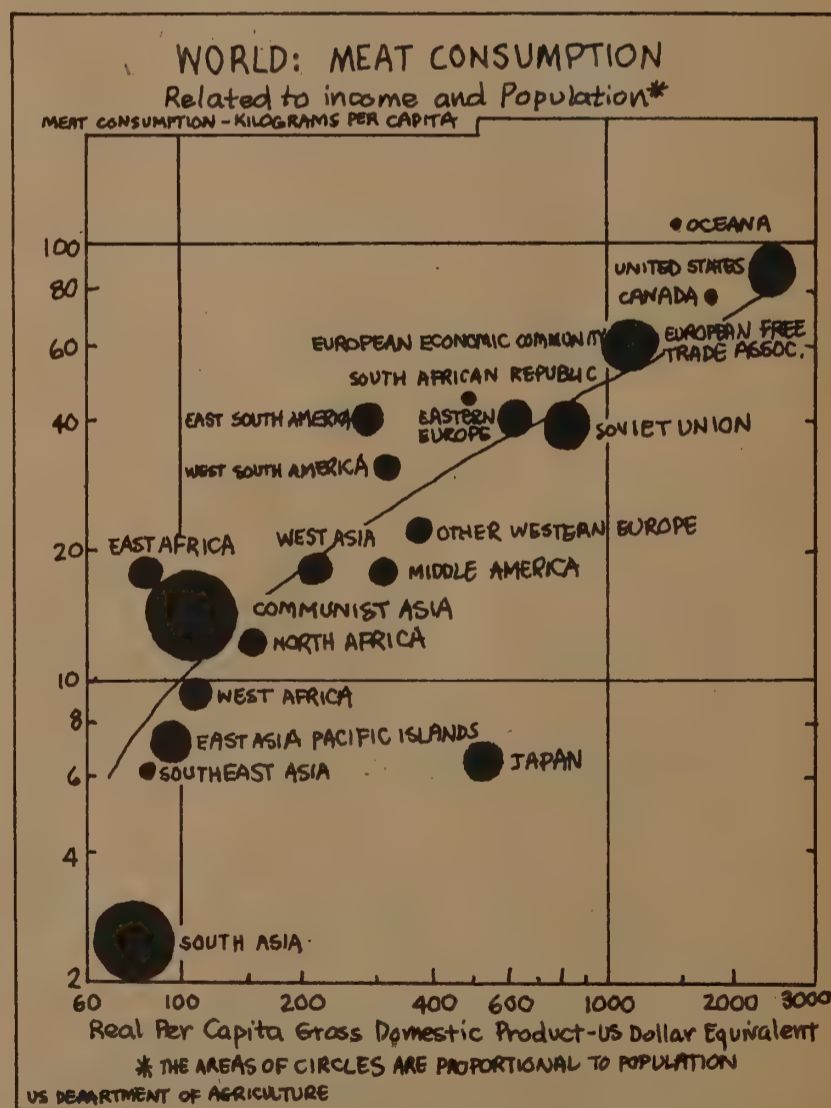 WORLD: MEAT CONSUMPTION
Related to income and Population*
MEAT CONSUMPTION - KILOGRAMS PER CAPITA
OCEANA
100
UNITED STATES
80
CANADA
EUROPEAN ECONOMIC COMMUNITY
EUROPEAN FREE
TRADE ASSOC.
60
SOUTH AFRICAN REPUBLIC
40
EAST SOUTH AMERICA
EASTERN
EUROPE
SOVIET UNION
WEST SOUTH AMERICA
EAST AFRICA
WEST ASIA
OTHER WESTERN EUROPE
20
MIDDLE AMERICA
COMMUNIST ASIA
NORTH AFRICA
10
WEST AFRICA
8
EAST ASIA PACIFIC ISLANDS
6
SOUTHEAST ASIA
JAPAN
4
SOUTH ASIA
2
60 100 200 400 600 1000 2000 3000
Real Per Capita Gross Domestic Product-US Dollar Equivalent
* THE AREAS OF CIRCLES ARE PROPORTIONAL TO POPULATION
US DEPARTMENT OF AGRICULTURE